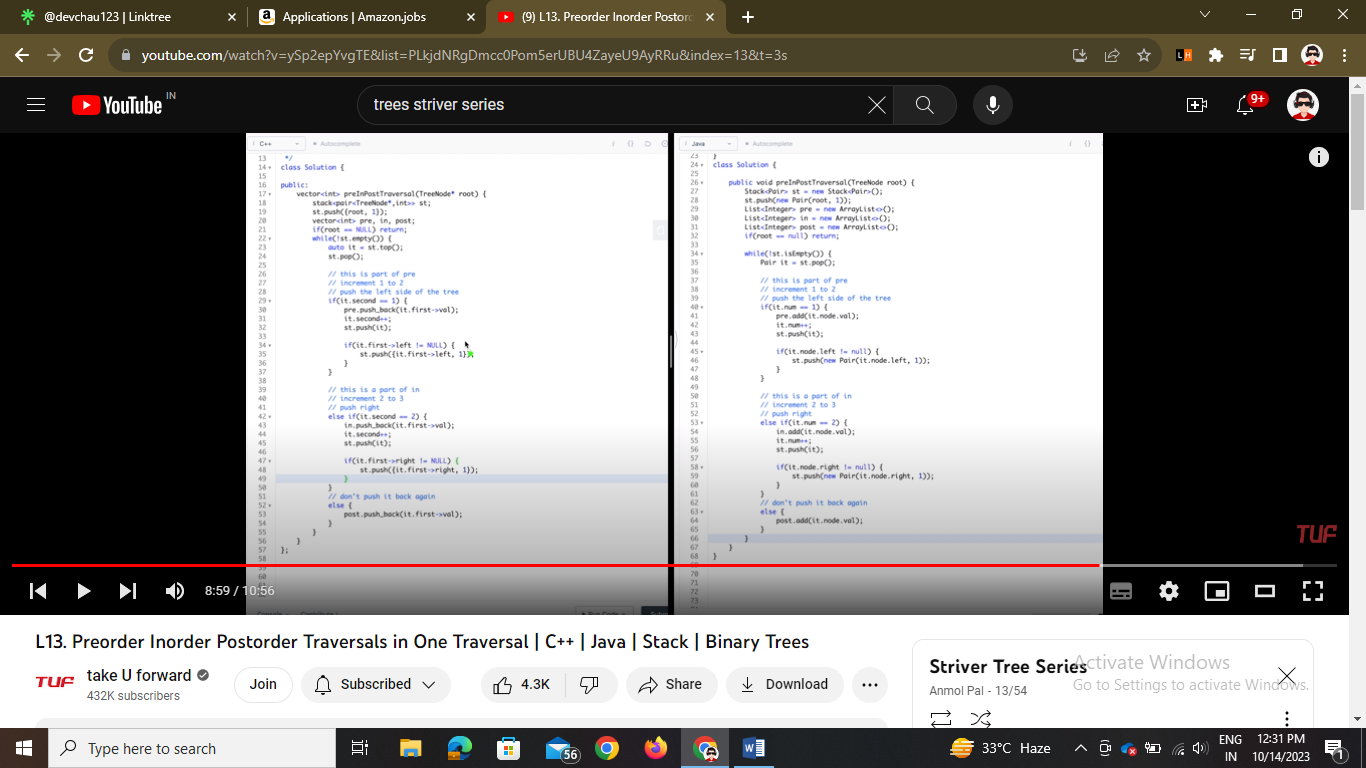 @devchau123 | Linktree
Applications | Amazon.jobs
(9) L13. Preorder Inorder Postord
youtube.com/watch?v=ySp2epYvgTE&list=PLkjdNRgDmcc0Pom5erUBU4ZayeU9AyRRu&index=13&t=3s
YouTube IN
trees striver series
9+
C++
Autocomplete
13 */
14 class Solution {
15
16 public:
17 vector<int> preInPostTraversal(TreeNode* root) {
18 stack<pair<TreeNode*,int>> st;
19 st.push({root, 1});
20 vector<int> pre, in, post;
21 if(root == NULL) return;
22 while(!st.empty()) {
23 auto it = st.top();
24 st.pop();
25
26 // this is part of pre
27 // increment 1 to 2
28 // push the left side of the tree
29 if(it.second == 1) {
30 pre.push_back(it.first->val);
31 it.second++;
32 st.push(it);
33
34 if(it.first->left != NULL) {
35 st.push({it.first->left, 1});
36 }
37 }
38
39 // this is a part of in
40 // increment 2 to 3
41 // push right
42 else if(it.second == 2) {
43 in.push_back(it.first->val);
44 it.second++;
45 st.push(it);
46
47 if(it.first->right != NULL) {
48 st.push({it.first->right, 1});
49 }
50 }
51 // don't push it back again
52 else {
53 post.push_back(it.first->val);
54 }
55 }
56 }
57 };
58
59
60
Java
Autocomplete
23 }
24 class Solution {
25
26 public void preInPostTraversal(TreeNode root) {
27 Stack<Pair> st = new Stack<Pair>();
28 st.push(new Pair(root, 1));
29 List<Integer> pre = new ArrayList<>();
30 List<Integer> in = new ArrayList<>();
31 List<Integer> post = new ArrayList<>();
32 if(root == null) return;
33
34 while(!st.isEmpty()) {
35 Pair it = st.pop();
36
37 // this is part of pre
38 // increment 1 to 2
39 // push the left side of the tree
40 if(it.num == 1) {
41 pre.add(it.node.val);
42 it.num++;
43 st.push(it);
44
45 if(it.node.left != null) {
46 st.push(new Pair(it.node.left, 1));
47 }
48 }
49
50 // this is a part of in
51 // increment 2 to 3
52 // push right
53 else if(it.num == 2) {
54 in.add(it.node.val);
55 it.num++;
56 st.push(it);
57
58 if(it.node.right != null) {
59 st.push(new Pair(it.node.right, 1));
60 }
61 }
62 // don't push it back again
63 else {
64 post.add(it.node.val);
65 }
66 }
67 }
68 }
70
71
72
73
TUF
8:59 / 10:56
L13. Preorder Inorder Postorder Traversals in One Traversal | C++ | Java | Stack | Binary Trees
TUF
take U forward
432K subscribers
Join
Subscribed
4.3K
Share
Download
Striver Tree Series
Anmol Pal - 13/54
Activate Windows
Go to Settings to activate Windows.
Type here to search
56
33°C Haze
ENG
IN
12:31 PM
10/14/2023
1